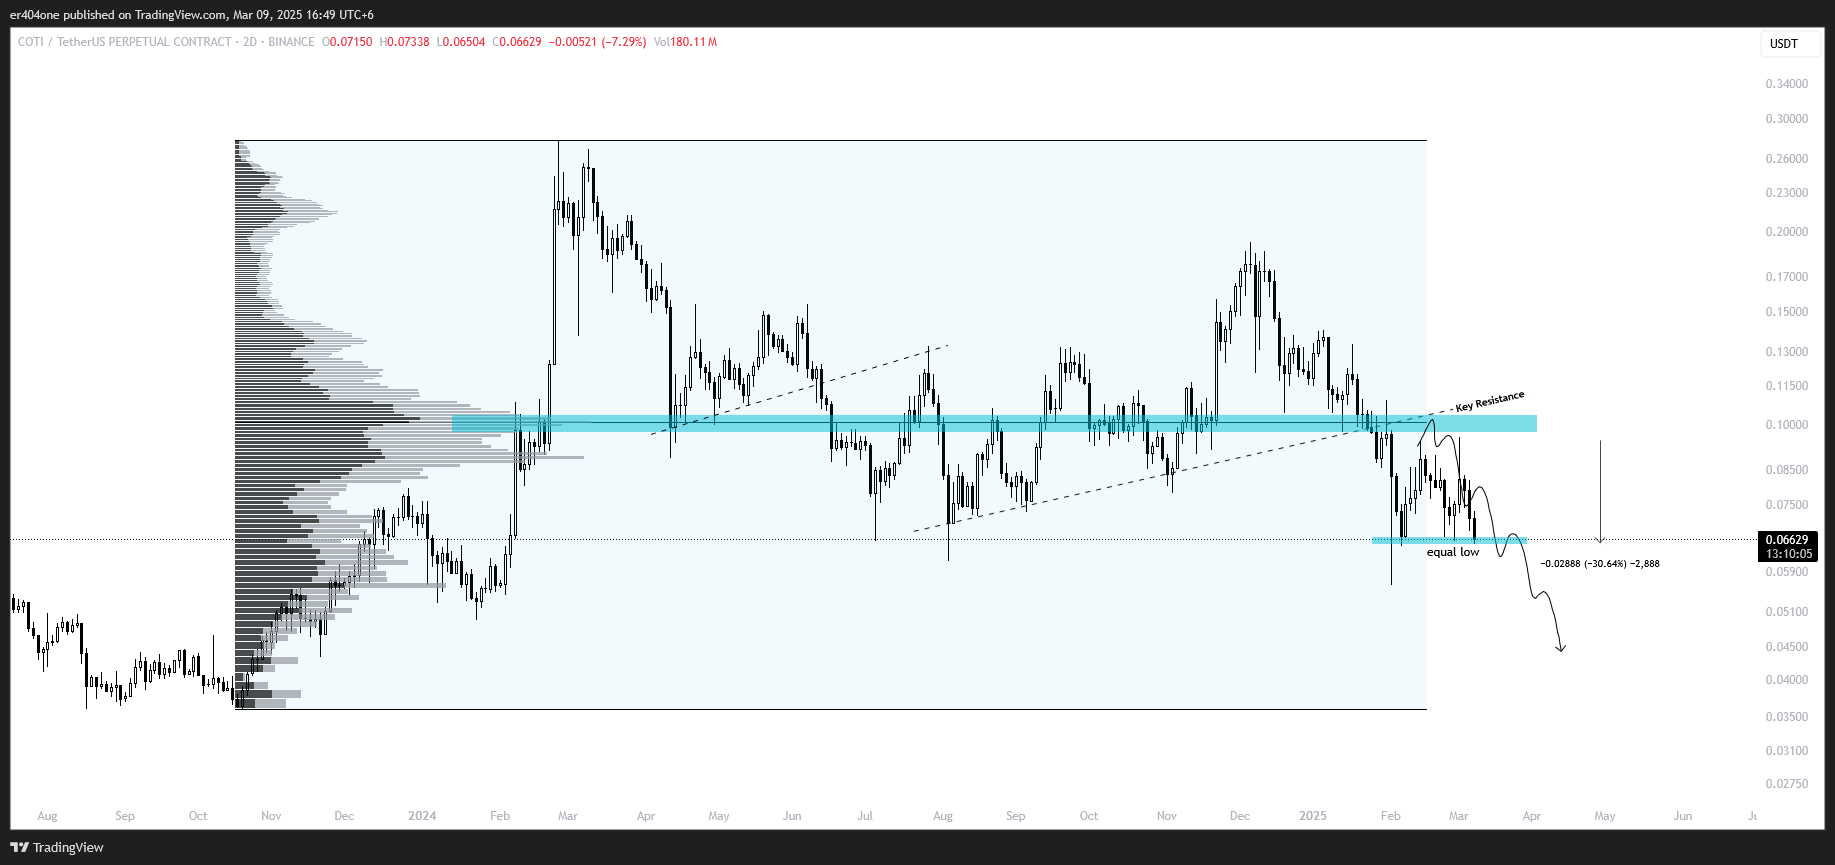 er404one published on TradingView.com, Mar 09, 2025 16:49 UTC+6
COTI / TetherUS PERPETUAL CONTRACT · 2D · BINANCE O0.07150 H0.07338 L0.06504 C0.06629 −0.00521 (−7.29%) Vol180.11 M
USDT
0.34000
0.30000
0.26000
0.23000
0.20000
0.17000
0.15000
0.13000
0.11500
Key Resistance
0.10000
0.08500
0.07500
0.06629
13:10:05
equal low
−0.02888 (−30.64%) −2,888
0.05900
0.05100
0.04500
0.04000
0.03500
0.03100
0.02750
Aug Sep Oct Nov Dec 2024 Feb Mar Apr May Jun Jul Aug Sep Oct Nov Dec 2025 Feb Mar Apr May Jun
TradingView